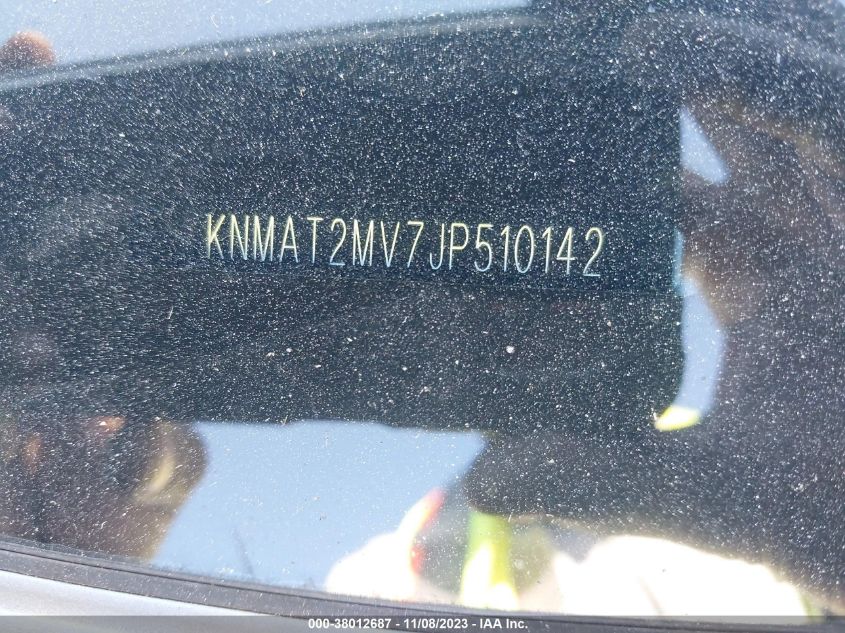 KNMAT2MV7JP510142
000-38012687 - 11/08/2023 - IAA Inc.